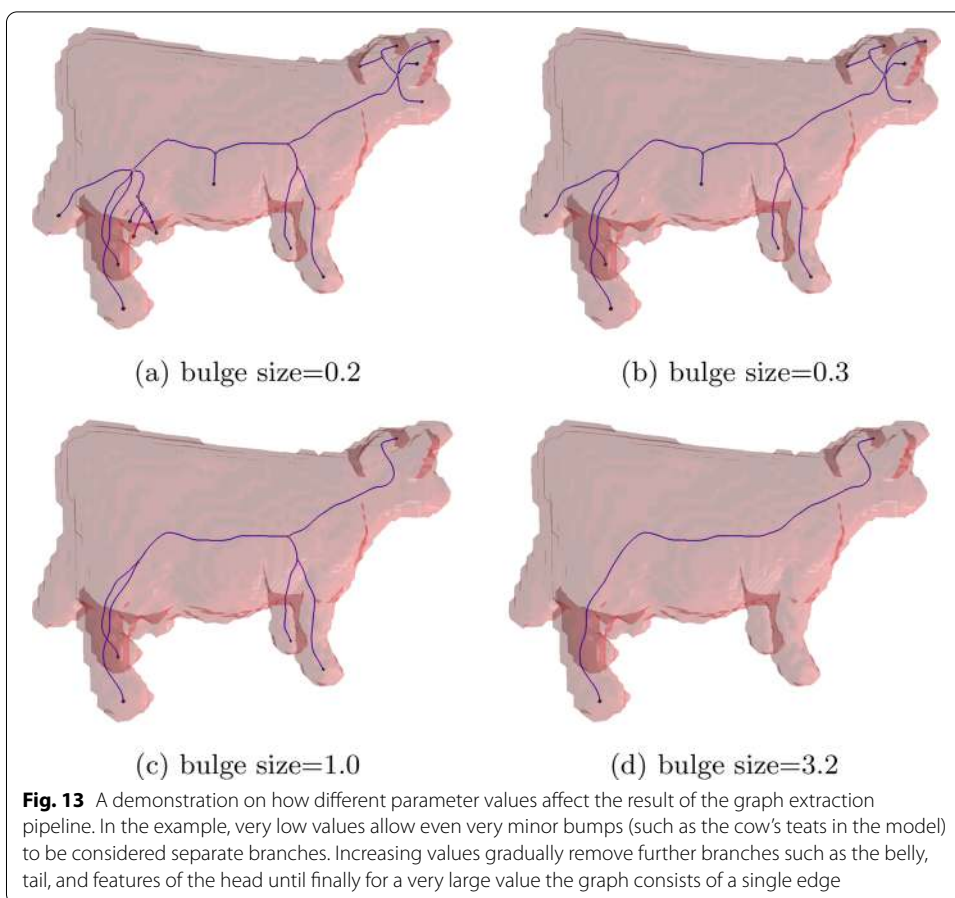 (a) bulge size=0.2
(b) bulge size=0.3
(c) bulge size=1.0
(d) bulge size=3.2
Fig. 13 A demonstration on how different parameter values affect the result of the graph extraction
pipeline. In the example, very low values allow even very minor bumps (such as the cow's teats in the model)
to be considered separate branches. Increasing values gradually remove further branches such as the belly,
tail, and features of the head until finally for a very large value the graph consists of a single edge